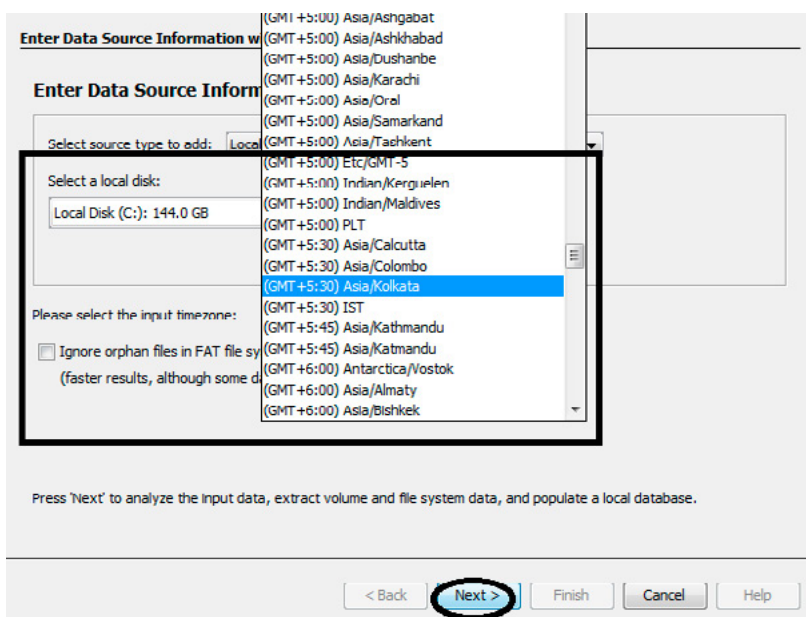 (GMT+5:00) Asia/Ashgabat
Enter Data Source Information w
(GMT+5:00) Asia/Ashkhabad
(GMT+5:00) Asia/Dushanbe
Enter Data Source Inform
(GMT+5:00) Asia/Karachi
(GMT+5:00) Asia/Oral
(GMT+5:00) Asia/Samarkand
Select source type to add: Local
(GMT+5:00) Asia/Tashkent
(GMT+5:00) Etc/GMT-5
Select a local disk:
(GMT+5:00) Indian/Kerguelen
(GMT+5:00) Indian/Maldives
Local Disk (C:): 144.0 GB
(GMT+5:00) PLT
(GMT+5:30) Asia/Calcutta
(GMT+5:30) Asia/Colombo
(GMT+5:30) Asia/Kolkata
(GMT+5:30) IST
Please select the input timezone:
(GMT+5:45) Asia/Kathmandu
Ignore orphan files in FAT file sy
(GMT+5:45) Asia/Katmandu
(GMT+6:00) Antarctica/Vostok
(faster results, although some da
(GMT+6:00) Asia/Almaty
(GMT+6:00) Asia/Bishkek
Press 'Next' to analyze the input data, extract volume and file system data, and populate a local database.
< Back Next > Finish Cancel Help